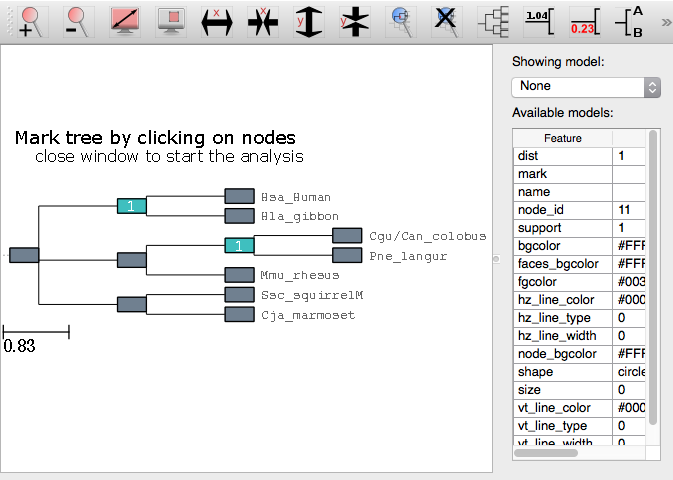 x x y y 1.04 0.23 A B »
Showing model:
None
Available models:
Feature
dist 1
mark
name
node_id 11
support 1
bgcolor #FFF
faces_bgcolor #FFF
fgcolor #003
hz_line_color #000
hz_line_type 0
hz_line_width 0
node_bgcolor #FFF
shape circle
size 0
vt_line_color #000
vt_line_type 0
vt_line_width 0
Mark tree by clicking on nodes
close window to start the analysis
Hsa_Human
1
Hla_gibbon
Cgu/Can_colobus
1
Pne_langur
Mmu_rhesus
Ssc_squirrelM
Cja_marmoset
0.83